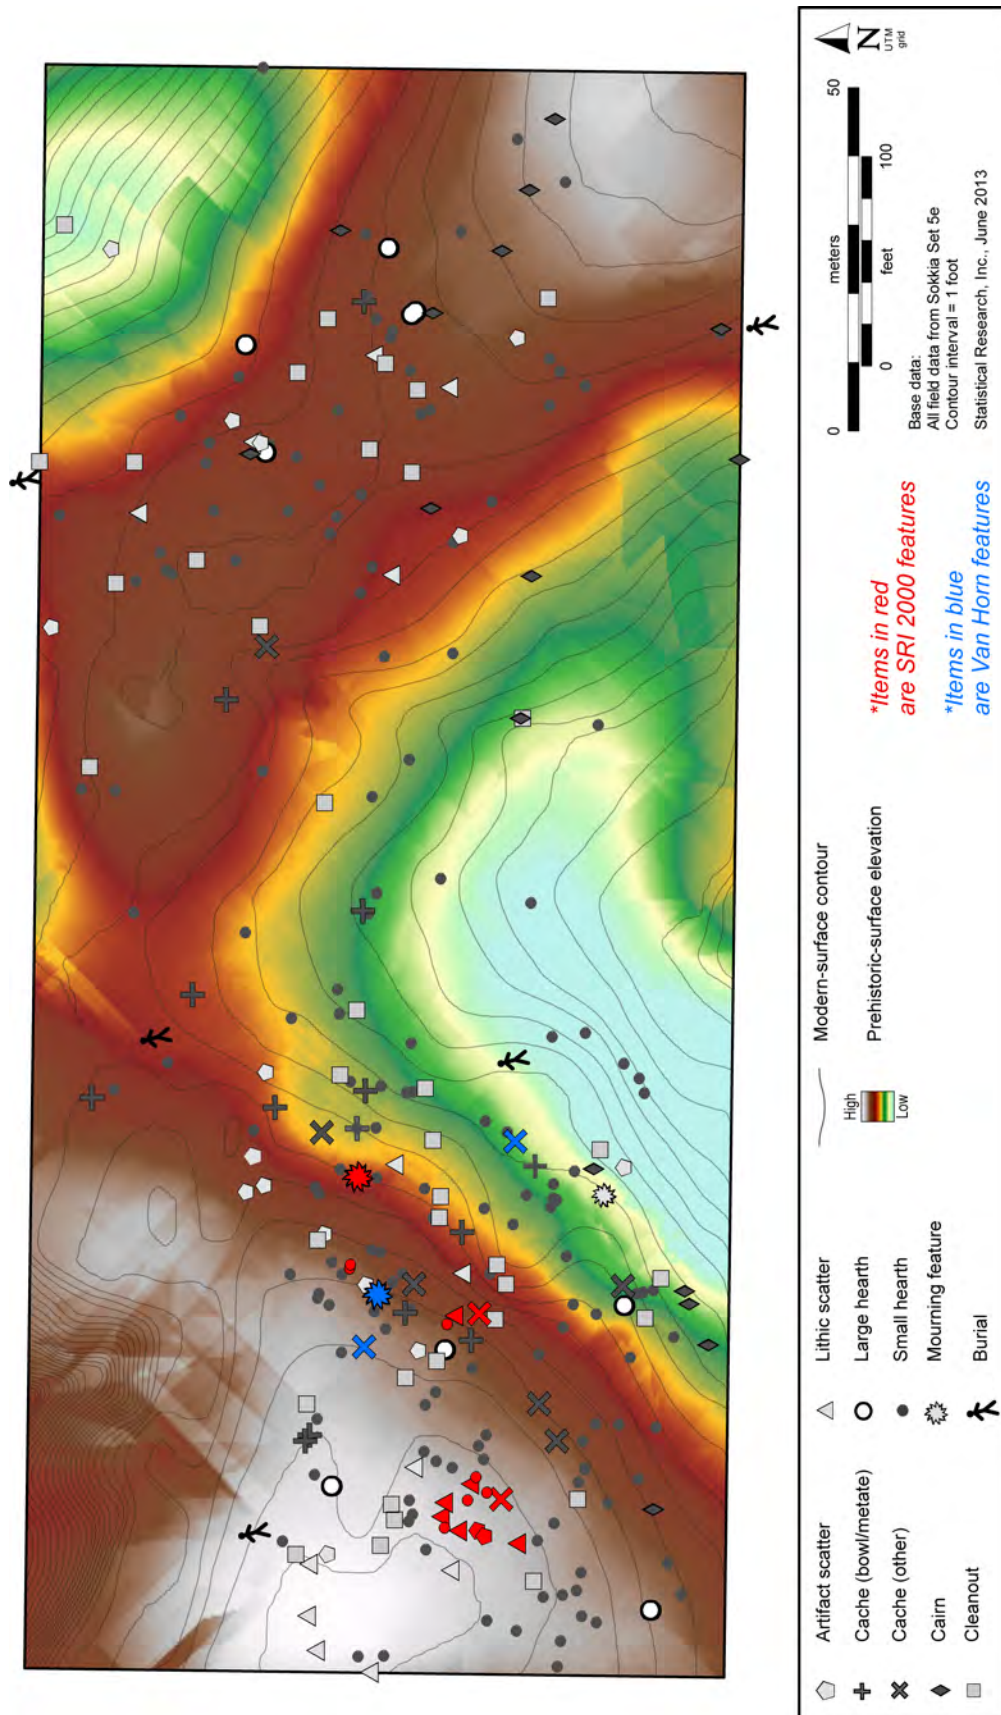 Artifact scatter
Cache (bowl/metate)
Cache (other)
Cairn
Cleanout
Lithic scatter
Large hearth
Small hearth
Mourning feature
Burial
Modern-surface contour
High
Low
Prehistoric-surface elevation
*Items in red
are SRI 2000 features
*Items in blue
are Van Horn features
0 50
meters
feet
0 100
Base data:
All field data from Sokkia Set 5e
Contour interval = 1 foot
Statistical Research, Inc., June 2013
N
UTM
grid